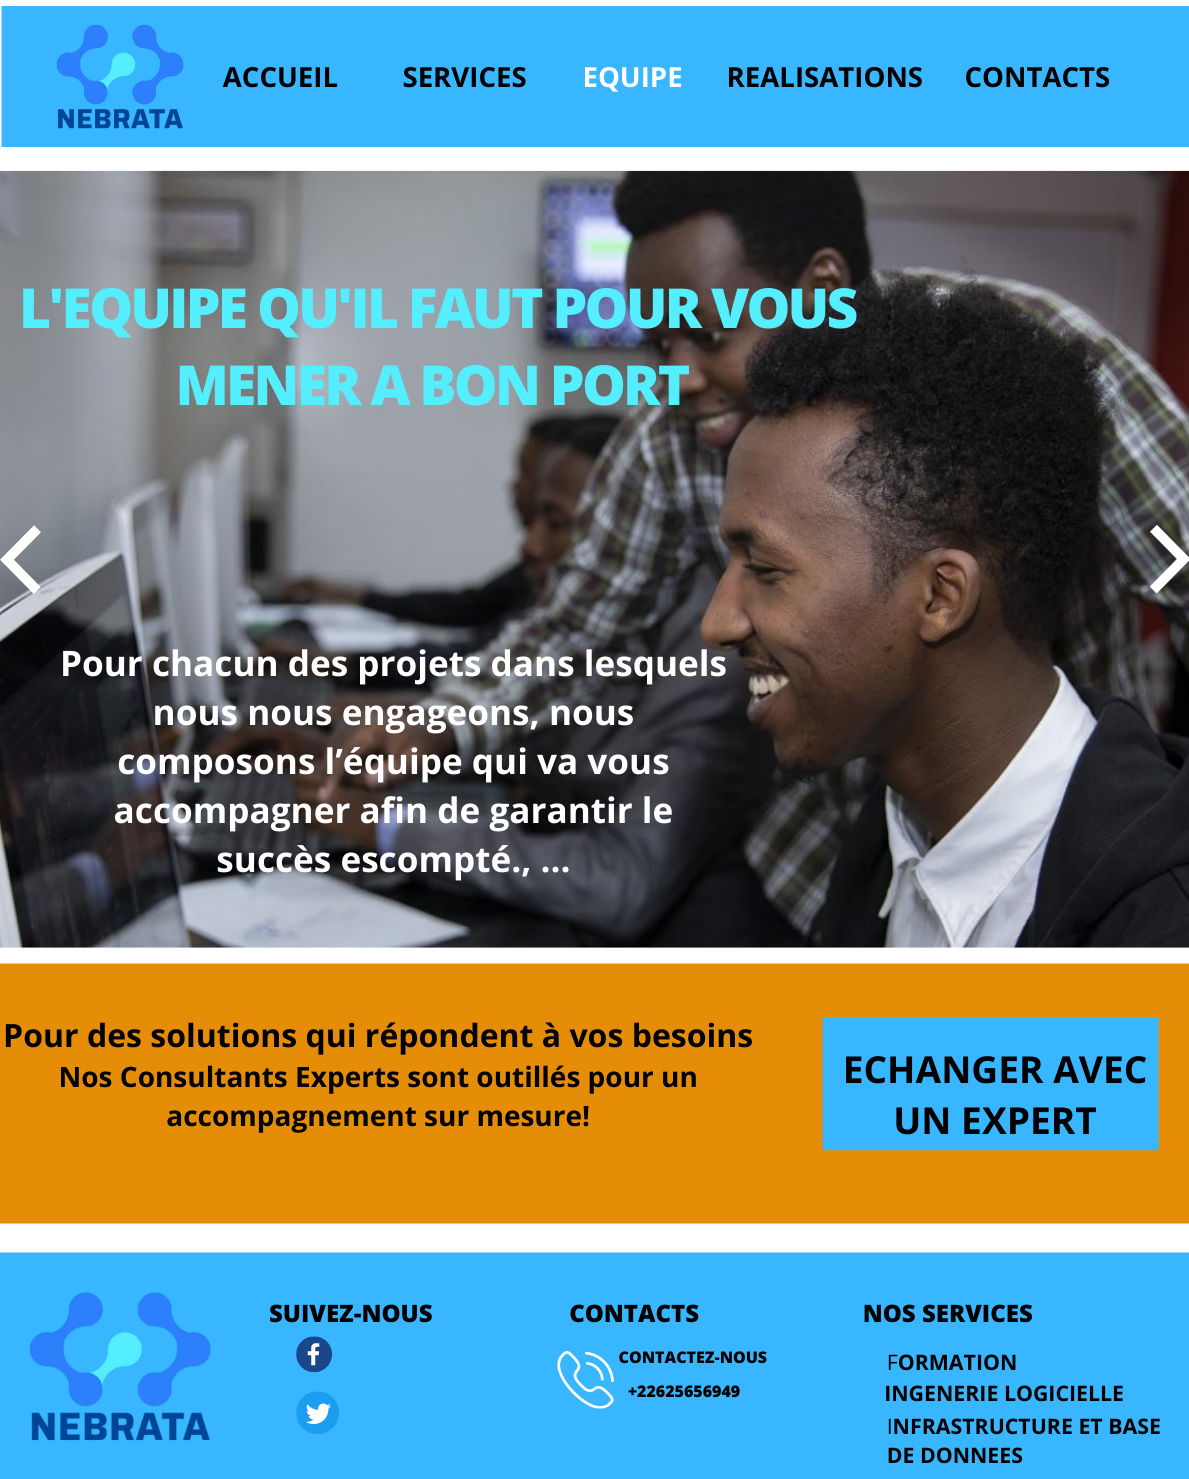 NEBRATA
ACCUEIL SERVICES EQUIPE REALISATIONS CONTACTS
L'EQUIPE QU'IL FAUT POUR VOUS
MENER A BON PORT
Pour chacun des projets dans lesquels
nous nous engageons, nous
composons l’équipe qui va vous
accompagner afin de garantir le
succès escompté., ...
Pour des solutions qui répondent à vos besoins
Nos Consultants Experts sont outillés pour un
accompagnement sur mesure!
ECHANGER AVEC
UN EXPERT
NEBRATA
SUIVEZ-NOUS
CONTACTS
CONTACTEZ-NOUS
+22625656949
NOS SERVICES
FORMATION
INGENERIE LOGICIELLE
INFRASTRUCTURE ET BASE
DE DONNEES